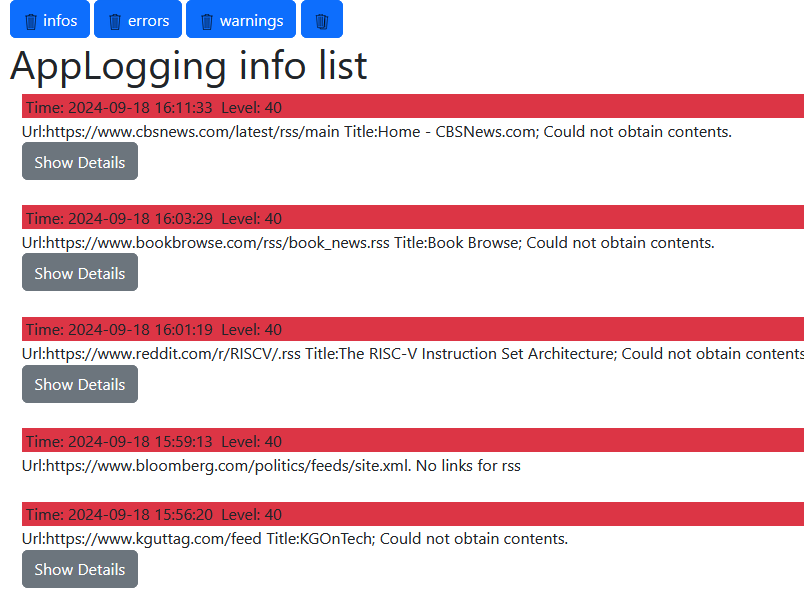 infos errors warnings
AppLogging info list
Time: 2024-09-18 16:11:33 Level: 40
Url:https://www.cbsnews.com/latest/rss/main Title:Home - CBSNews.com; Could not obtain contents.
Show Details
Time: 2024-09-18 16:03:29 Level: 40
Url:https://www.bookbrowse.com/rss/book_news.rss Title:Book Browse; Could not obtain contents.
Show Details
Time: 2024-09-18 16:01:19 Level: 40
Url:https://www.reddit.com/r/RISCV/.rss Title:The RISC-V Instruction Set Architecture; Could not obtain contents
Show Details
Time: 2024-09-18 15:59:13 Level: 40
Url:https://www.bloomberg.com/politics/feeds/site.xml. No links for rss
Time: 2024-09-18 15:56:20 Level: 40
Url:https://www.kguttag.com/feed Title:KGOnTech; Could not obtain contents.
Show Details